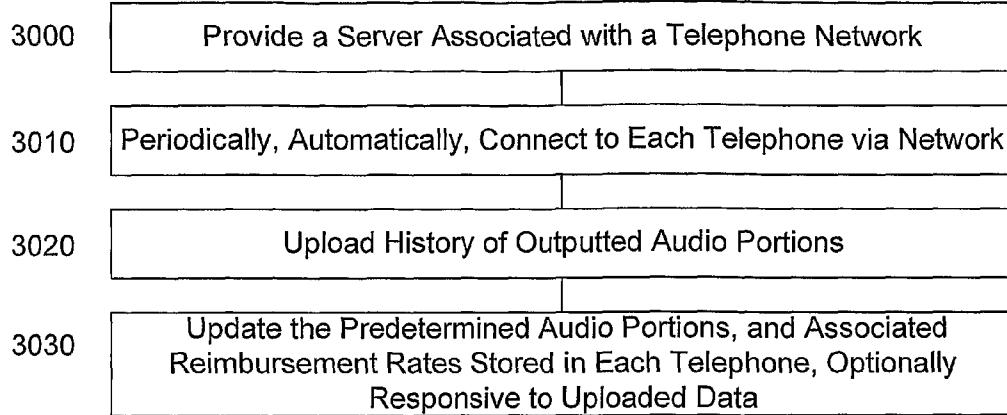 3000 Provide a Server Associated with a Telephone Network
3010 Periodically, Automatically, Connect to Each Telephone via Network
3020 Upload History of Outputted Audio Portions
3030 Update the Predetermined Audio Portions, and Associated
Reimbursement Rates Stored in Each Telephone, Optionally
Responsive to Uploaded Data